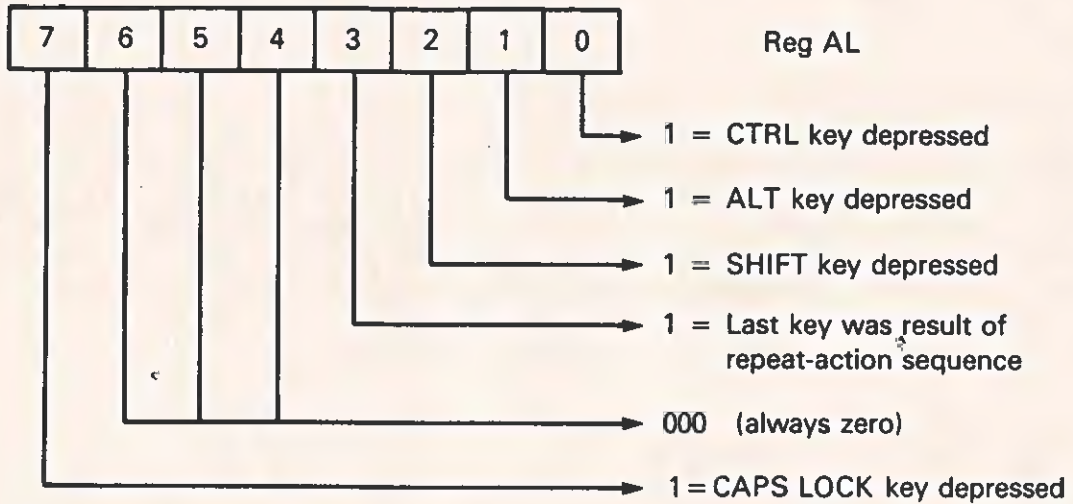 7 6 5 4 3 2 1 0 Reg AL
1 = CTRL key depressed
1 = ALT key depressed
1 = SHIFT key depressed
1 = Last key was result of
repeat-action sequence
000 (always zero)
1 = CAPS LOCK key depressed